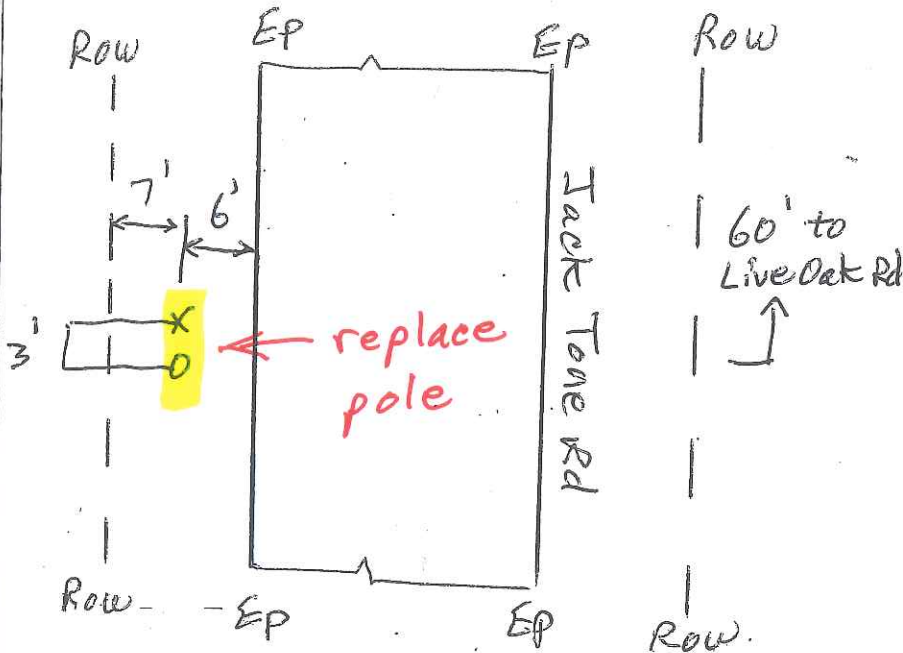 Row
Ep
Ep
Row
7'
6'
3'
X
O
replace
pole
Jack Tone Rd
60' to
Live Oak Rd
Row
Ep
Ep
Row.